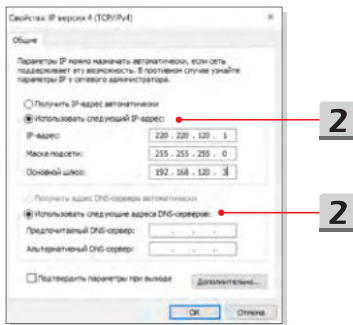 Свойства: IP версии 4 (TCP/IPv4)
Общие
Параметры IP можно назначать автоматически, если сеть
поддерживает эту возможность. В противном случае узнайте
параметры IP у сетевого администратора.
Получить IP-адрес автоматически
Использовать следующий IP-адрес:
2
IP-адрес: 220 . 220 . 120 . 1
Маска подсети: 255 . 255 . 255 . 0
Основной шлюз: 192 . 168 . 120 . 3
Получить адрес DNS-сервера автоматически
Использовать следующие адреса DNS-серверов:
2
Предпочитаемый DNS-сервер:
Альтернативный DNS-сервер:
Подтвердить параметры при выходе
Дополнительно...
ОК
Отмена